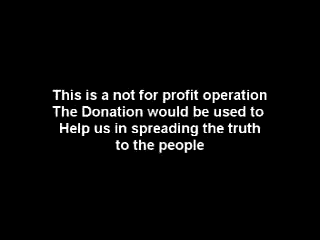 This is a not for profit operation
The Donation would be used to
Help us in spreading the truth
to the people